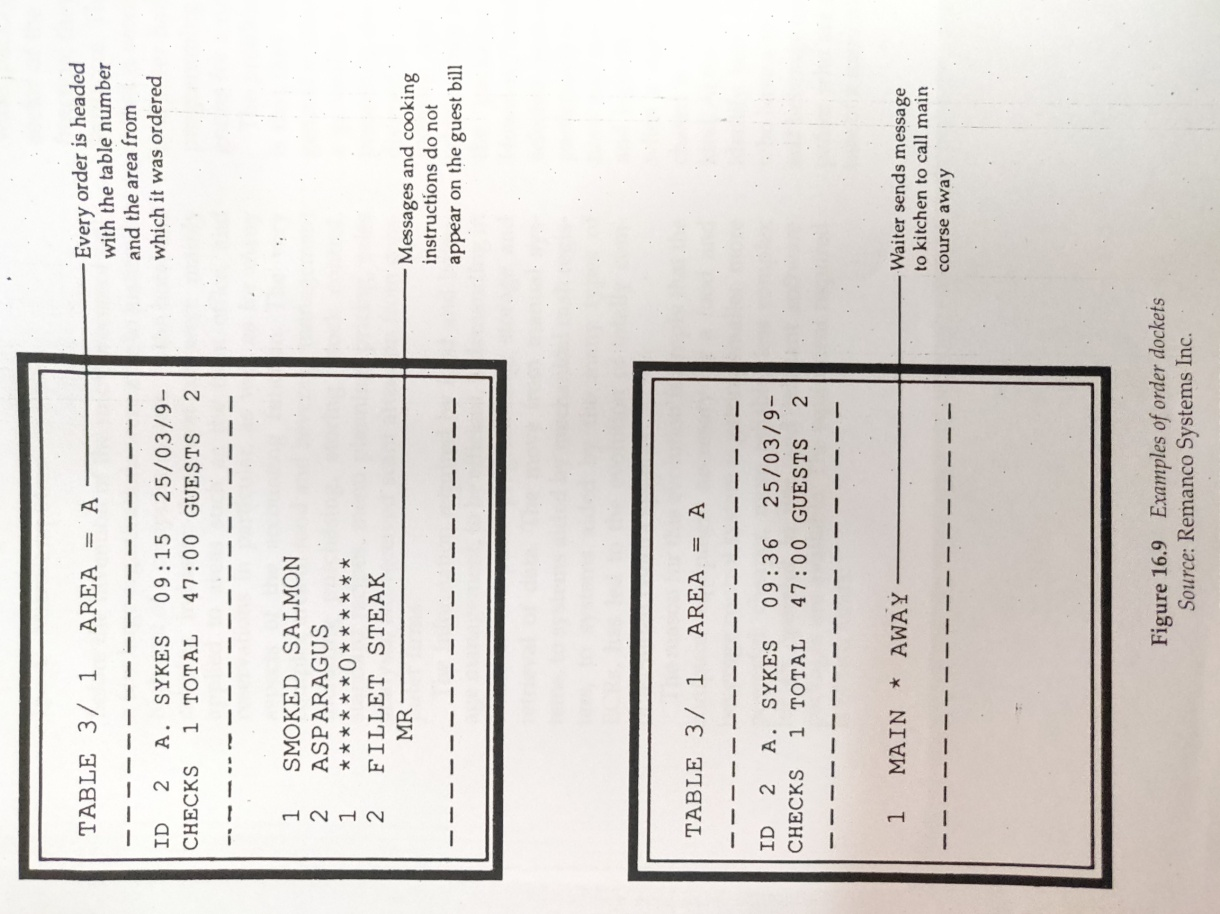 TABLE 3/ 1 AREA = A
Every order is headed
with the table number
and the area from
which it was ordered
--------------------
ID 2 A. SYKES 09:15 25/03/9-
CHECKS 1 TOTAL 47:00 GUESTS 2
--------------------
1 SMOKED SALMON
2 ASPARAGUS
1 *******O*******
2 FILLET STEAK
MR
Messages and cooking
instructions do not
appear on the guest bill
--------------------
TABLE 3/ 1 AREA = A
--------------------
ID 2 A. SYKES 09:36 25/03/9-
CHECKS 1 TOTAL 47:00 GUESTS 2
--------------------
1 MAIN * AWAY
Waiter sends message
to kitchen to call main
course away
--------------------
Figure 16.9 Examples of order dockets
Source: Remanco Systems Inc.